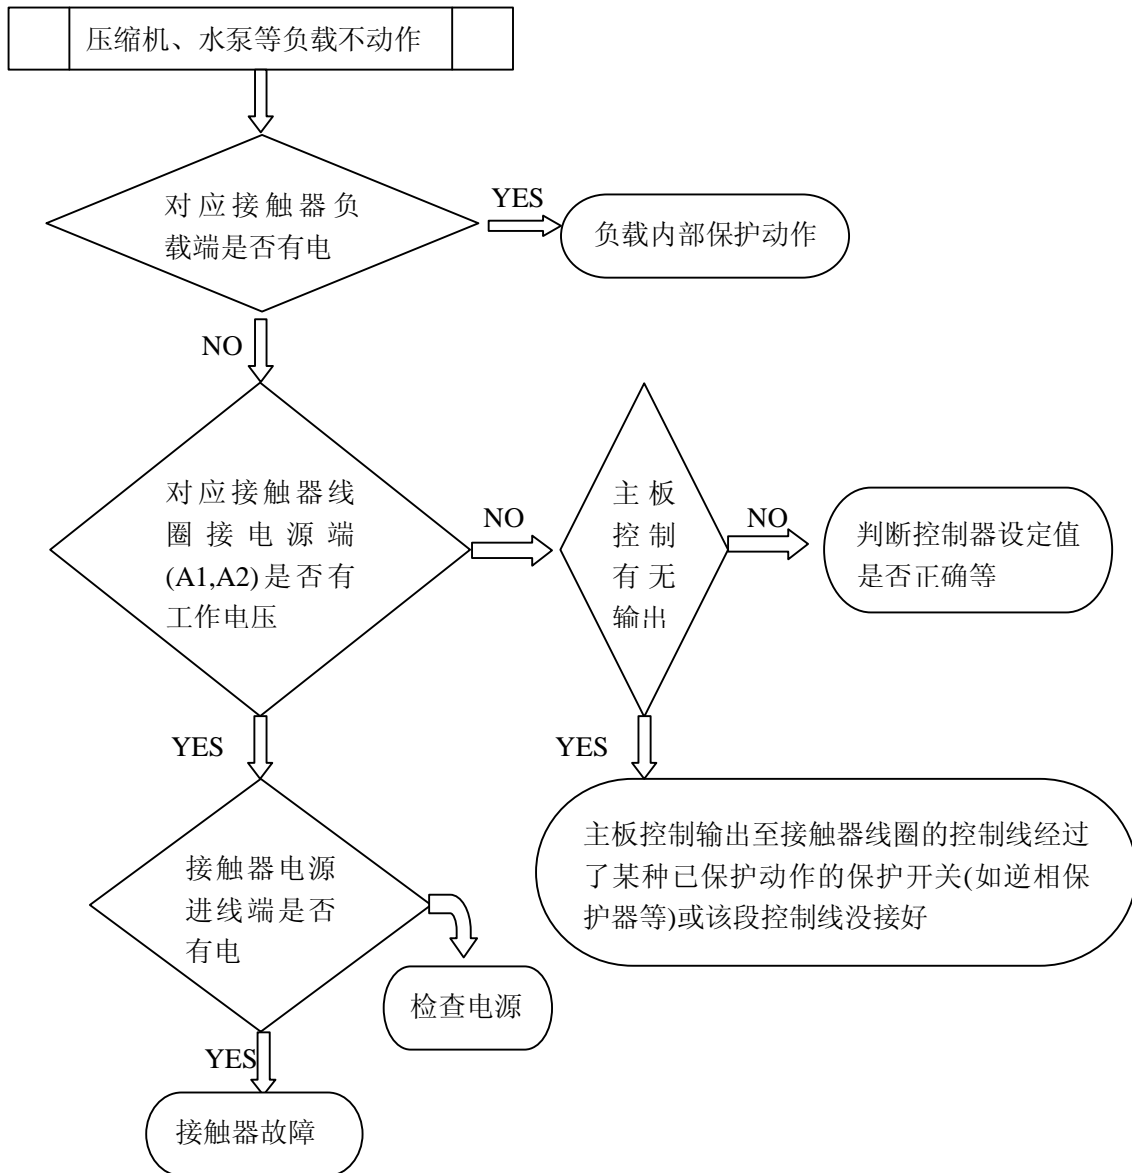 压缩机、水泵等负载不动作
对应接触器负
载端是否有电
YES
负载内部保护动作
NO
对应接触器线
圈接电源端
(A1,A2)是否有
工作电压
NO
主板
控制
有无
输出
NO
判断控制器设定值
是否正确等
YES
YES
主板控制输出至接触器线圈的控制线经过
了某种已保护动作的保护开关(如逆相保
护器等)或该段控制线没接好
接触器电源
进线端是否
有电
检查电源
YES
接触器故障